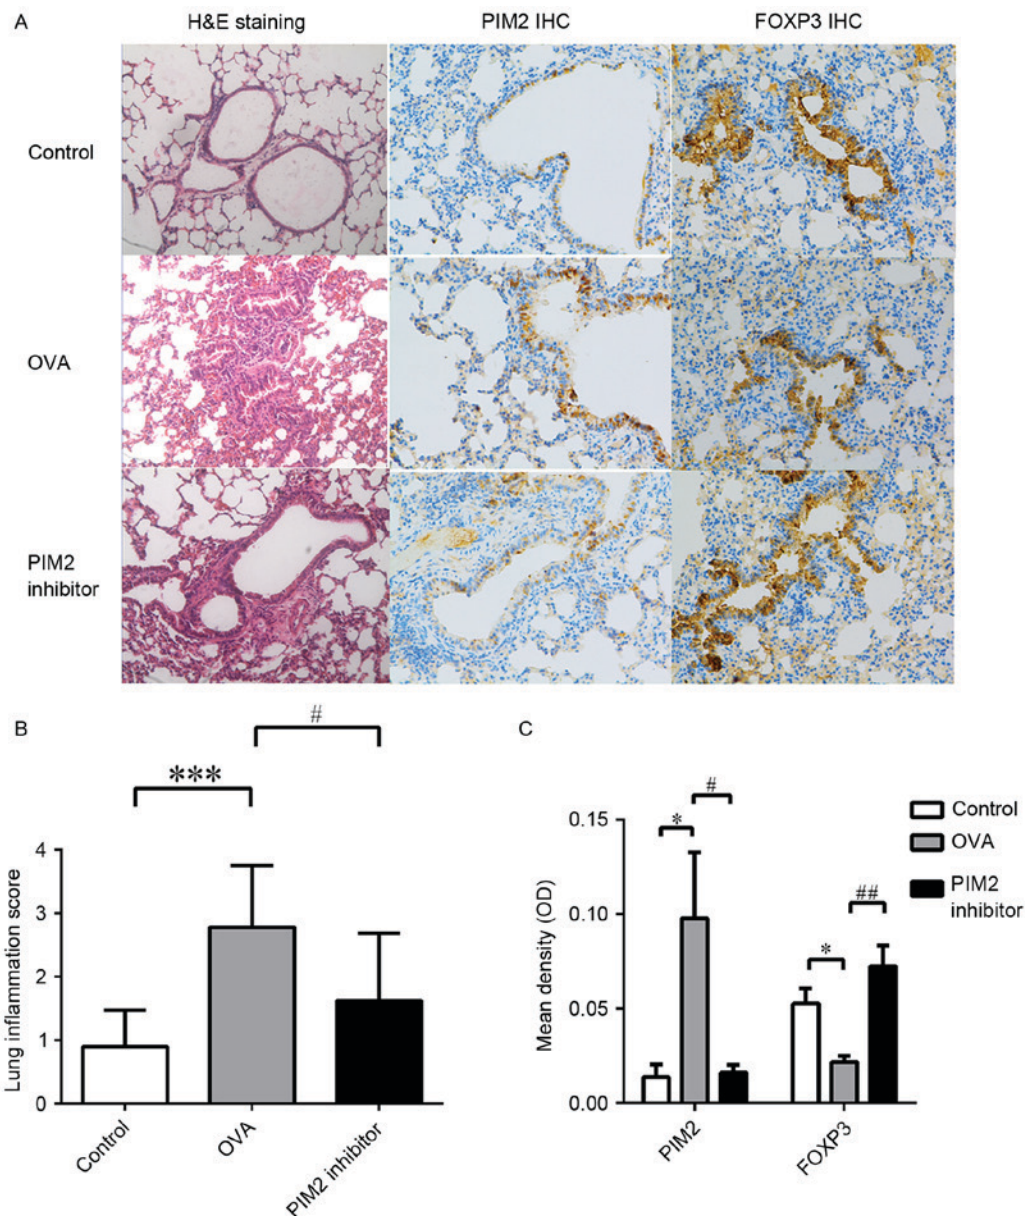 A
H&E staining
PIM2 IHC
FOXP3 IHC
Control
OVA
PIM2
inhibitor
B
#
***
Lung inflammation score
4
3
2
1
0
Control
OVA
PIM2 inhibitor
C
#
*
*
##
Mean density (OD)
0.15
0.10
0.05
0.00
PIM2
FOXP3
Control
OVA
PIM2
inhibitor